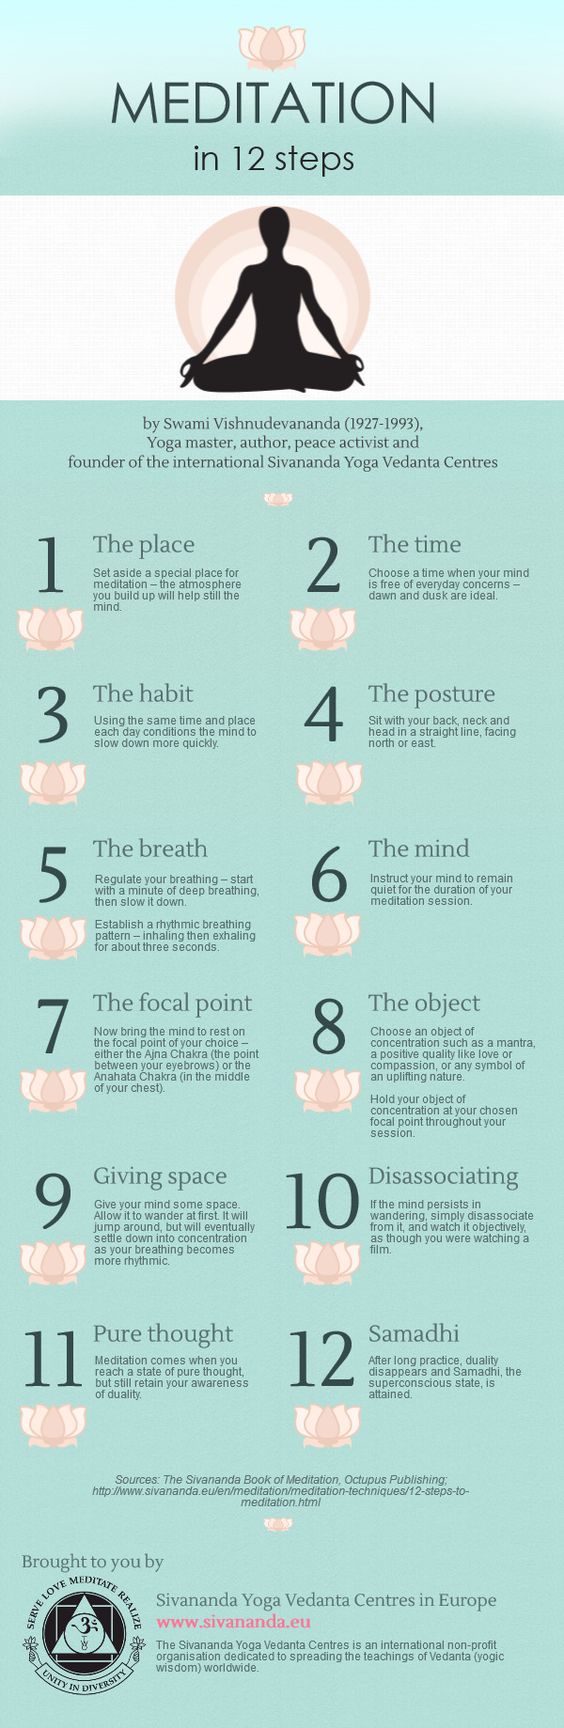 MEDITATION
in 12 steps
by Swami Vishnudevananda (1927-1993),
Yoga master, author, peace activist and
founder of the international Sivananda Yoga Vedanta Centres
1
The place
Set aside a special place for
meditation – the atmosphere
you build up will help still the
mind.
2
The time
Choose a time when your mind
is free of everyday concerns –
dawn and dusk are ideal.
3
The habit
Using the same time and place
each day conditions the mind to
slow down more quickly.
4
The posture
Sit with your back, neck and
head in a straight line, facing
north or east.
5
The breath
Regulate your breathing – start
with a minute of deep breathing,
then slow it down.
Establish a rhythmic breathing
pattern – inhaling then exhaling
for about three seconds.
6
The mind
Instruct your mind to remain
quiet for the duration of your
meditation session.
7
The focal point
Now bring the mind to rest on
the focal point of your choice –
either the Ajna Chakra (the point
between your eyebrows) or the
Anahata Chakra (in the middle
of your chest).
8
The object
Choose an object of
concentration such as a mantra,
a positive quality like love or
compassion, or any symbol of
an uplifting nature.
Hold your object of
concentration at your chosen
focal point throughout your
session.
9
Giving space
Give your mind some space.
Allow it to wander at first. It will
jump around, but will eventually
settle down into concentration
as your breathing becomes
more rhythmic.
10
Disassociating
If the mind persists in
wandering, simply disassociate
from it, and watch it objectively,
as though you were watching a
film.
11
Pure thought
Meditation comes when you
reach a state of pure thought,
but still retain your awareness
of duality.
12
Samadhi
After long practice, duality
disappears and Samadhi, the
superconscious state, is
attained.
Sources: The Sivananda Book of Meditation, Octupus Publishing;
http://www.sivananda.eu/en/meditation/meditation-techniques/12-steps-to-
meditation.html
Brought to you by
SERVE LOVE MEDITATE REALIZE
ॐ
UNITY IN DIVERSITY
Sivananda Yoga Vedanta Centres in Europe
www.sivananda.eu
The Sivananda Yoga Vedanta Centres is an international non-profit
organisation dedicated to spreading the teachings of Vedanta (yogic
wisdom) worldwide.